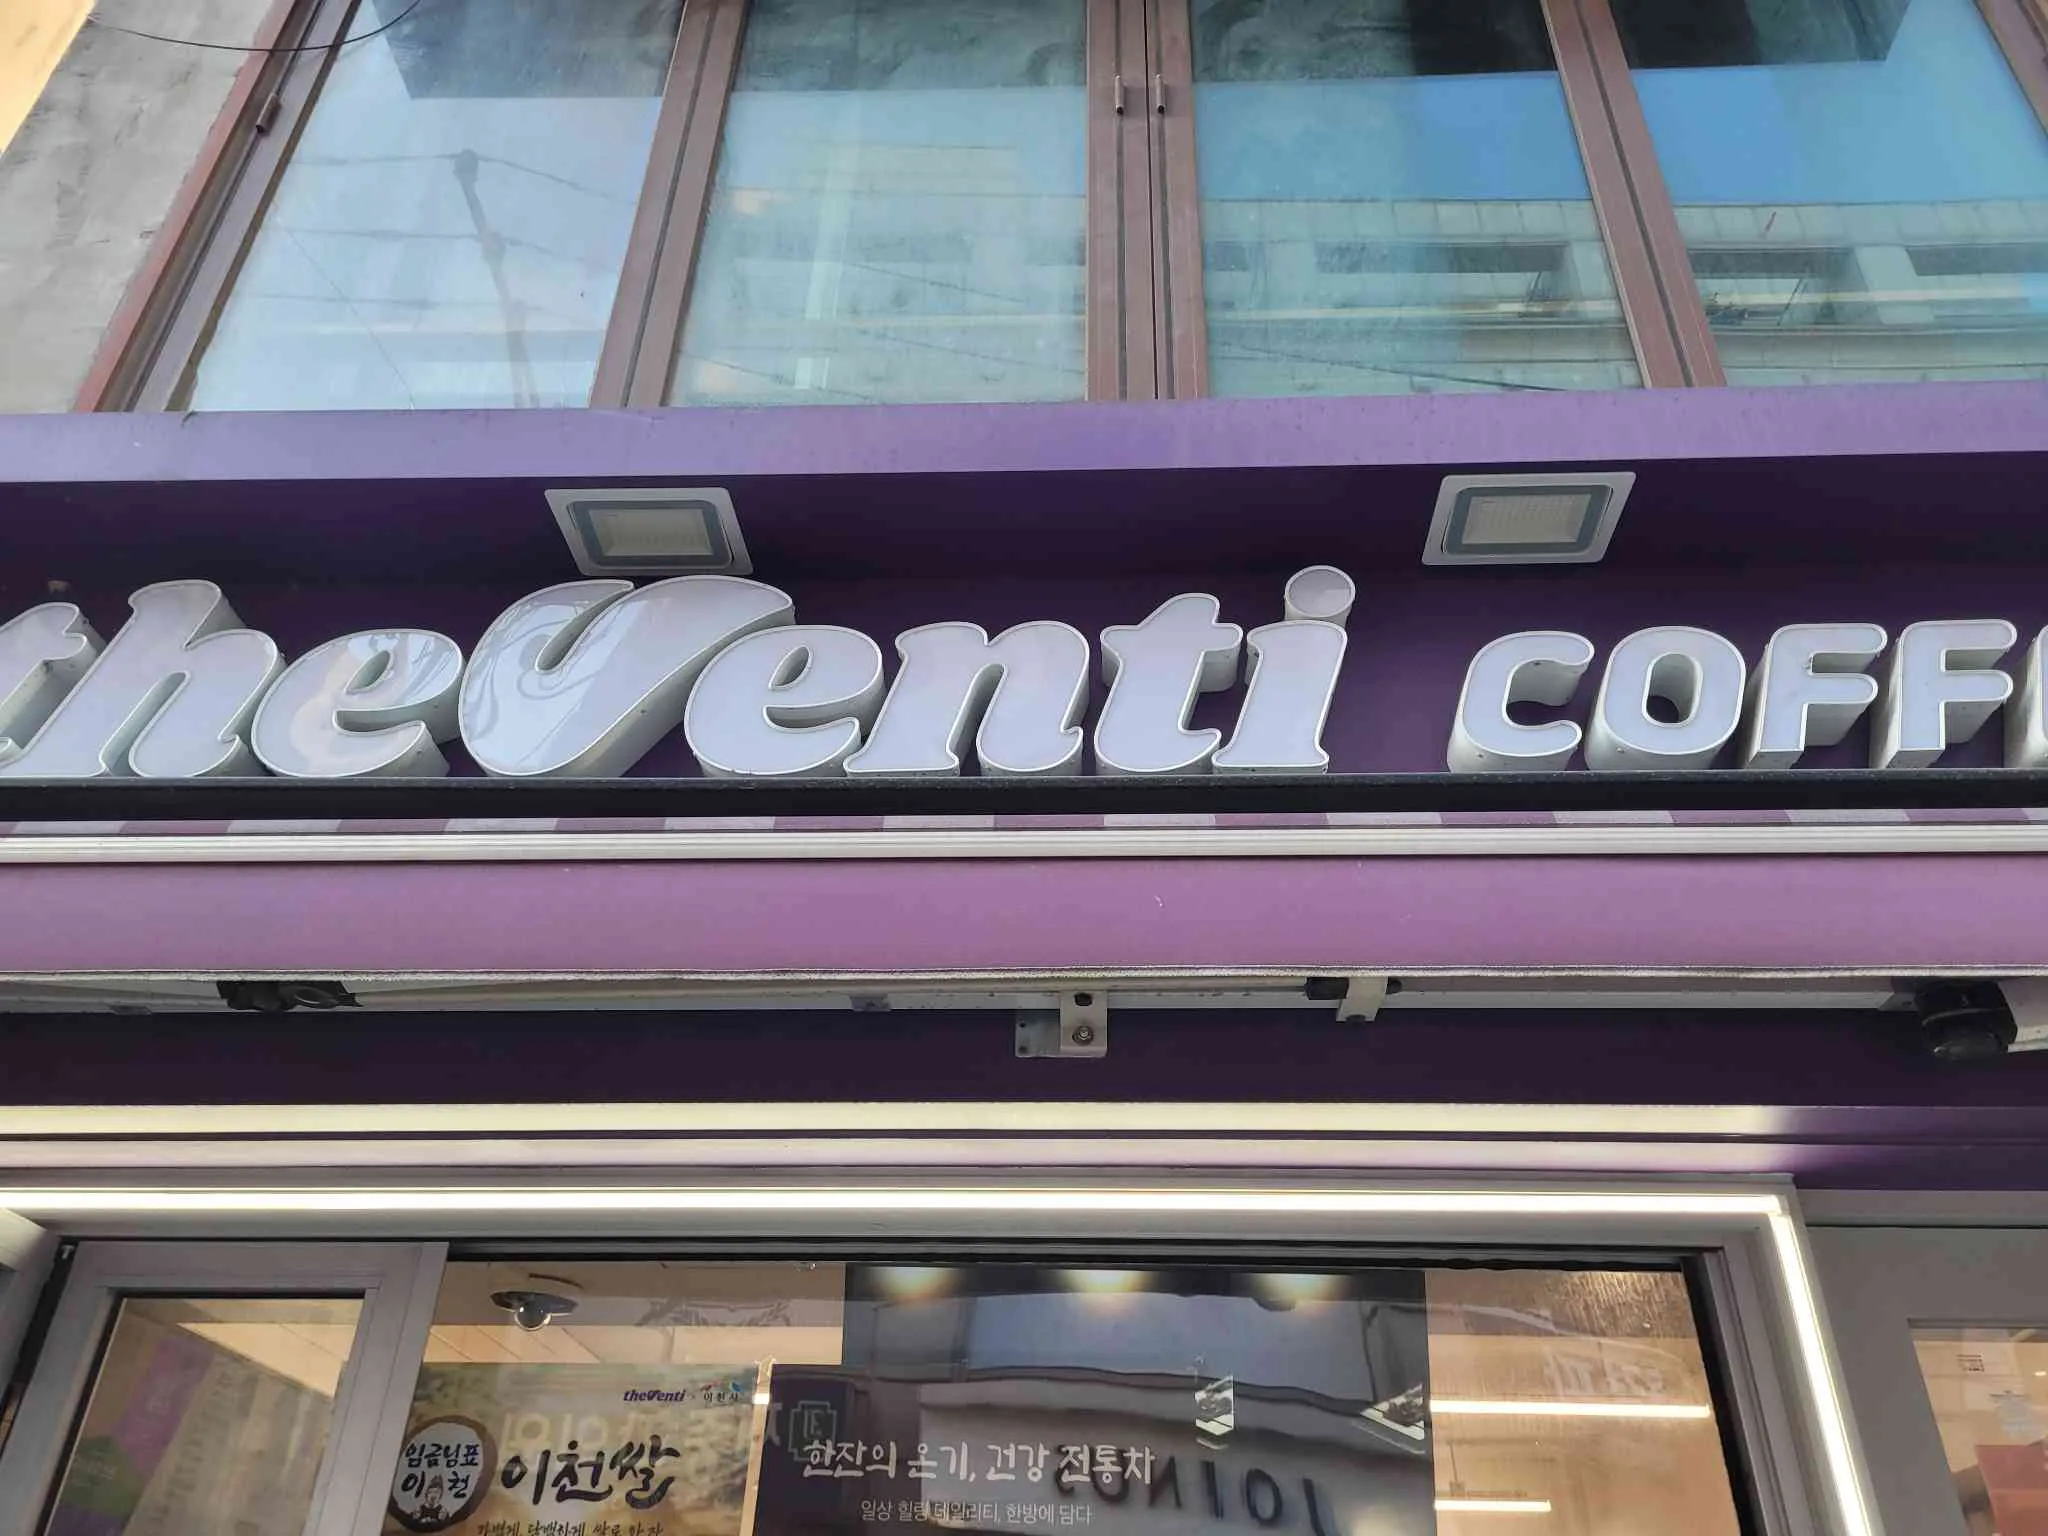 theVenti COFF
theVenti 이천시
임금님표
이천
이천쌀
한잔의 온기, 건강 전통차
일상 힐링 데일리티, 한방에 담다
JOINUS